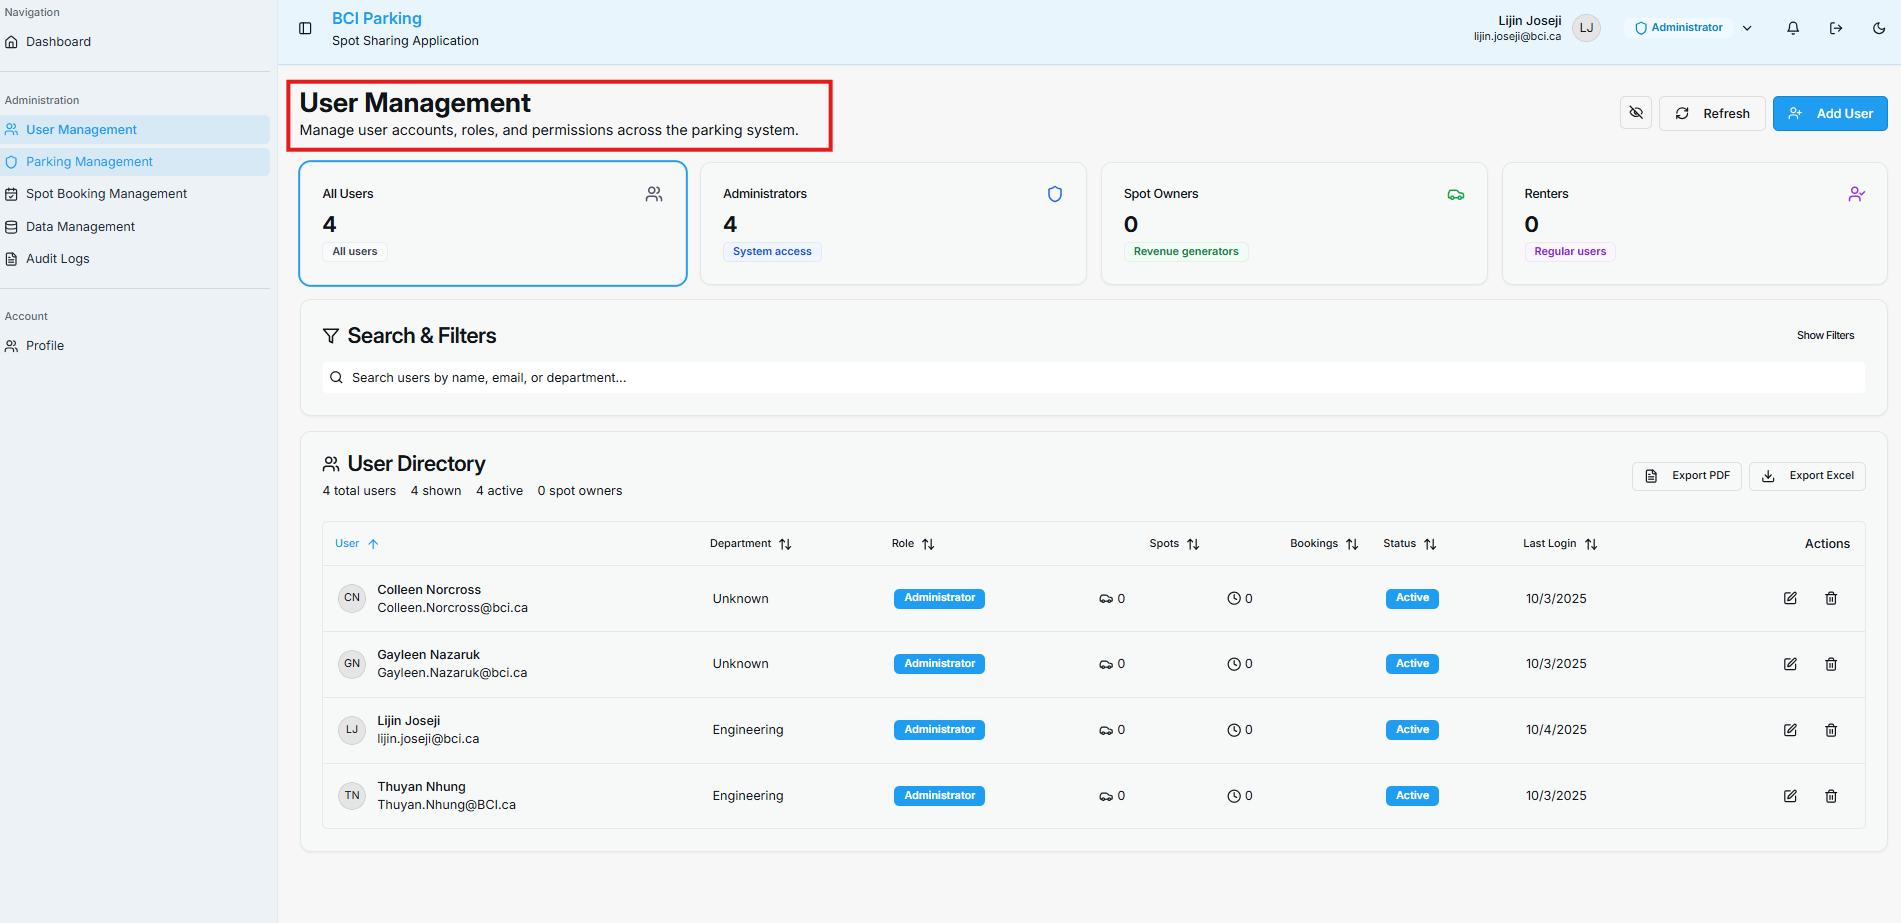 Navigation
Dashboard
Administration
User Management
Parking Management
Spot Booking Management
Data Management
Audit Logs
Account
Profile
BCI Parking
Spot Sharing Application
Lijin Joseji
lijin.joseji@bci.ca
LJ
Administrator
User Management
Manage user accounts, roles, and permissions across the parking system.
Refresh
Add User
All Users
4
All users
Administrators
4
System access
Spot Owners
0
Revenue generators
Renters
0
Regular users
Search & Filters
Show Filters
Search users by name, email, or department...
User Directory
4 total users 4 shown 4 active 0 spot owners
Export PDF
Export Excel
User Department Role Spots Bookings Status Last Login Actions
CN Colleen Norcross
Colleen.Norcross@bci.ca
Unknown Administrator 0 0 Active 10/3/2025
GN Gayleen Nazaruk
Gayleen.Nazaruk@bci.ca
Unknown Administrator 0 0 Active 10/3/2025
LJ Lijin Joseji
lijin.joseji@bci.ca
Engineering Administrator 0 0 Active 10/4/2025
TN Thuyan Nhung
Thuyan.Nhung@BCI.ca
Engineering Administrator 0 0 Active 10/3/2025